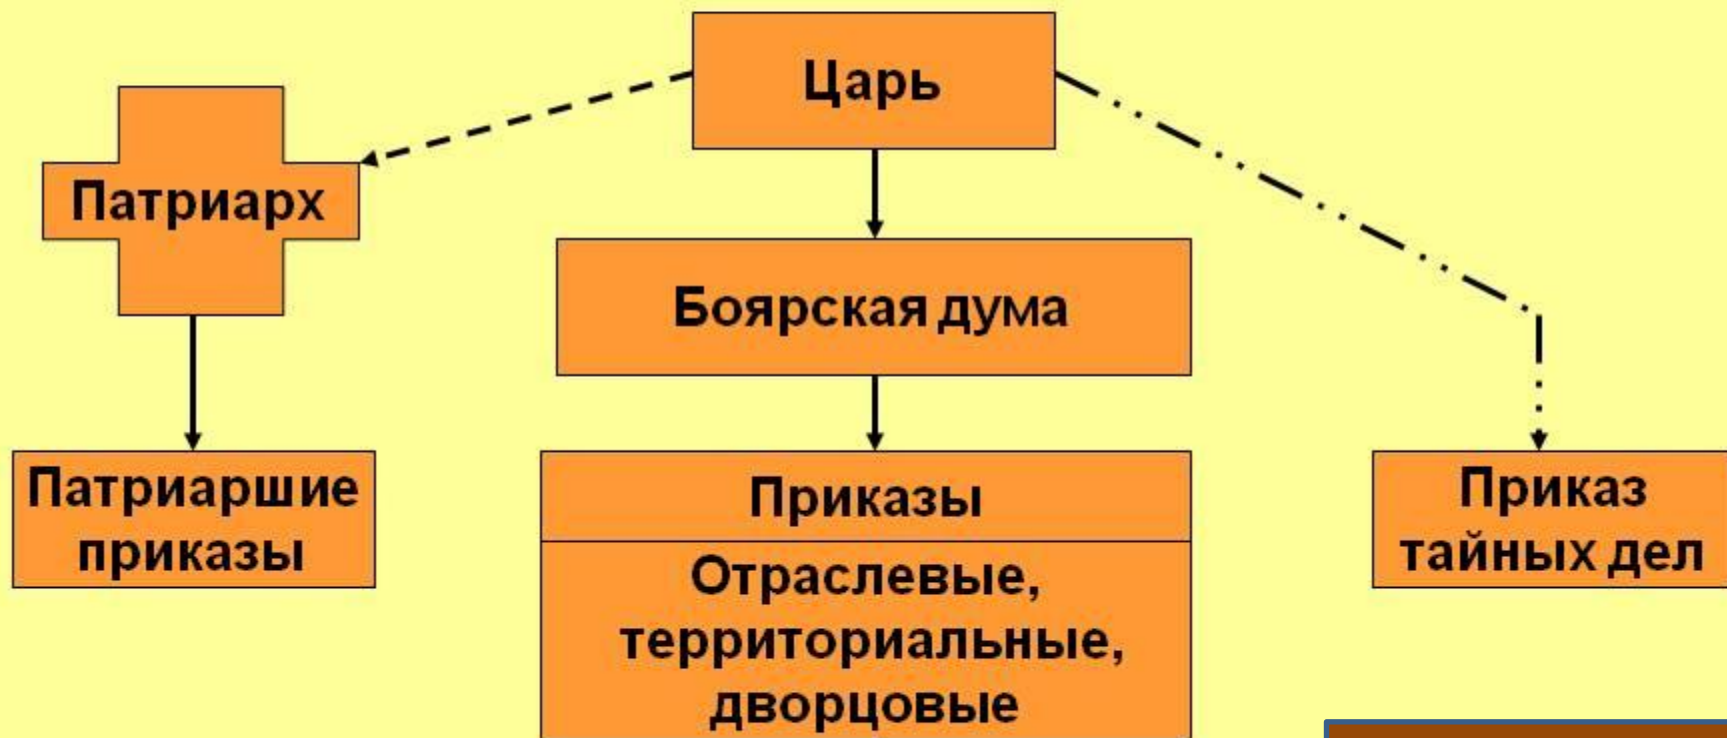 Царь
Патриарх
Боярская дума
Патриаршие
приказы
Приказы
Отраслевые,
территориальные,
дворцовые
Приказ
тайных дел